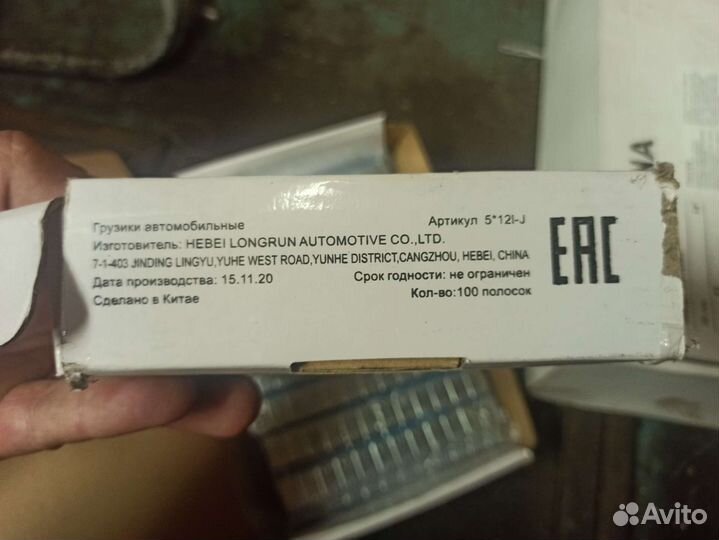 Грузики автомобильные Артикул 5*12I-J
Изготовитель: HEBEI LONGRUN AUTOMOTIVE CO.,LTD.
7-1-403 JINDING LINGYU,YUHE WEST ROAD,YUNHE DISTRICT,CANGZHOU, HEBEI, CHINA
Дата производства: 15.11.20 Срок годности: не ограничен
Сделано в Китае Кол-во:100 полосок
EAC
Avito